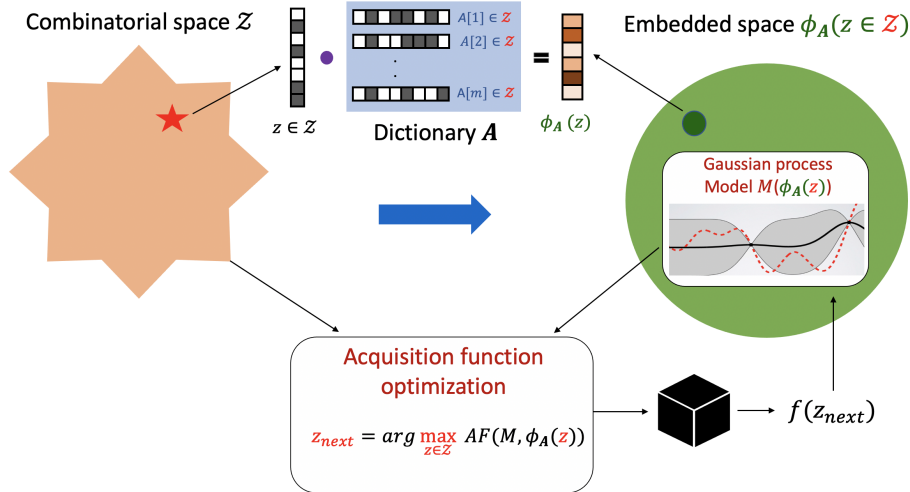 Combinatorial space 𝒵
Embedded space ϕ_A(z ∈ 𝒵)
A[1] ∈ 𝒵
A[2] ∈ 𝒵
.
.
A[m] ∈ 𝒵
=
z ∈ 𝒵
Dictionary A
ϕ_A (z)
Gaussian process
Model M(ϕ_A(z))
Acquisition function
optimization
z_next = arg max AF(M, ϕ_A(z))
z∈𝒵
f(z_next)